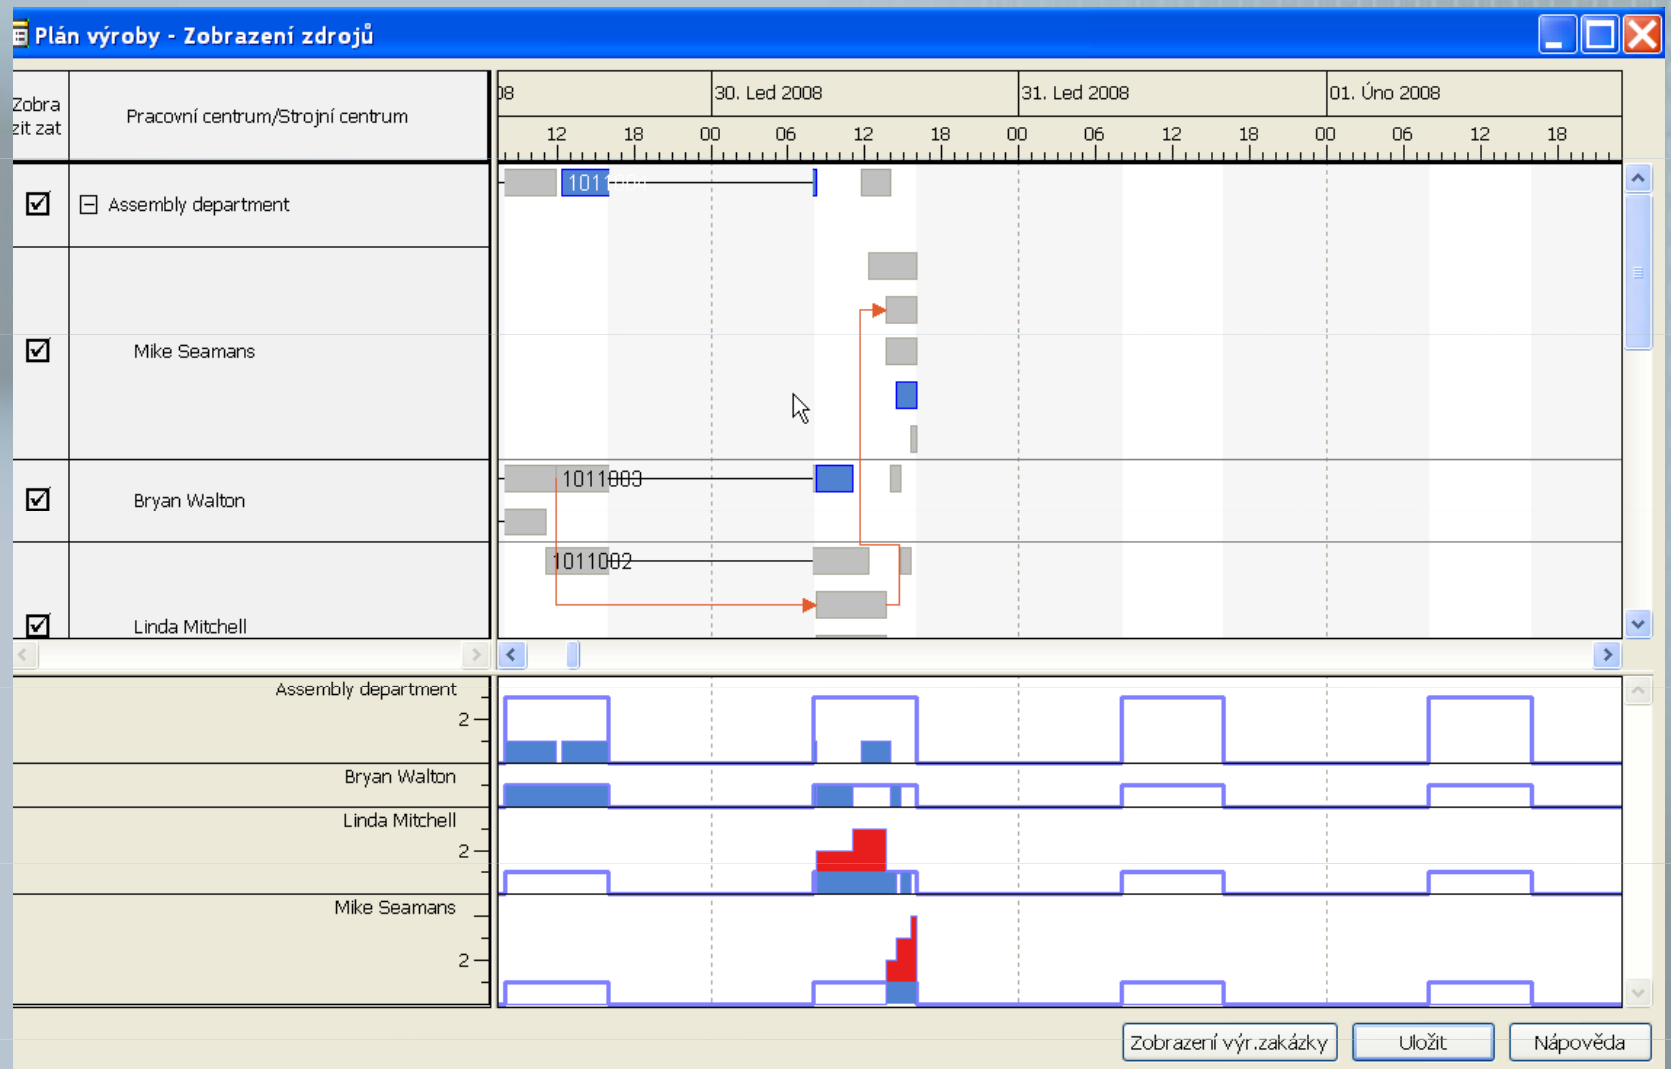 Plán výroby - Zobrazení zdrojů
Zobra
zit zat
Pracovní centrum/Strojní centrum
08
30. Led 2008
31. Led 2008
01. Úno 2008
12 18 00 06 12 18 00 06 12 18 00 06 12 18
Assembly department
Mike Seamans
1011003
Bryan Walton
1011002
Linda Mitchell
Assembly department
2
Bryan Walton
Linda Mitchell
2
Mike Seamans
2
Zobrazení výr.zakázky
Uložit
Nápověda